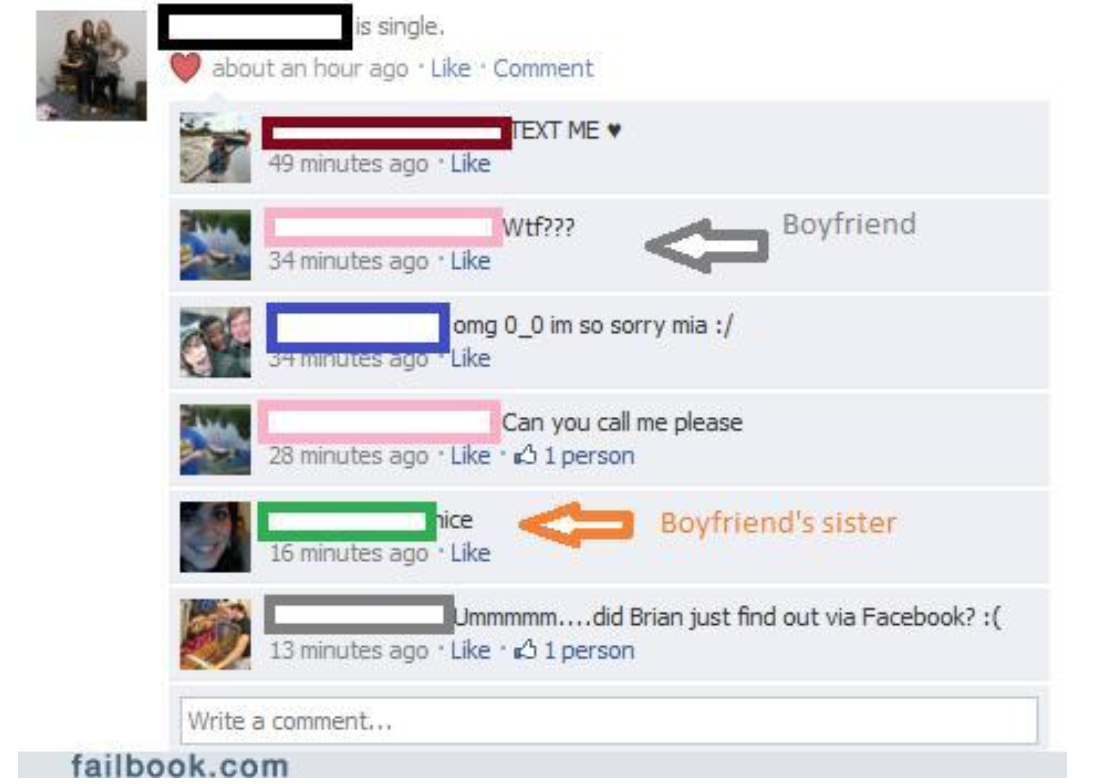 is single.
about an hour ago · Like · Comment
TEXT ME ♥
49 minutes ago · Like
Wtf???
Boyfriend
34 minutes ago · Like
omg 0_0 im so sorry mia :/
34 minutes ago · Like
Can you call me please
28 minutes ago · Like · 1 person
nice
Boyfriend's sister
16 minutes ago · Like
Ummmmm....did Brian just find out via Facebook? :(
13 minutes ago · Like · 1 person
Write a comment...
failbook.com